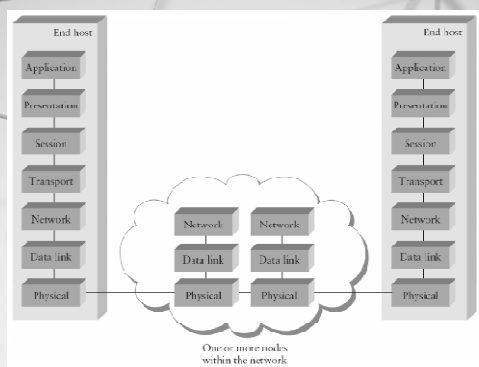 End host
Application
Presentation
Session
Transport
Network
Data link
Physical
Network
Data link
Physical
Network
Data link
Physical
One or more nodes
within the network
End host
Application
Presentation
Session
Transport
Network
Data link
Physical